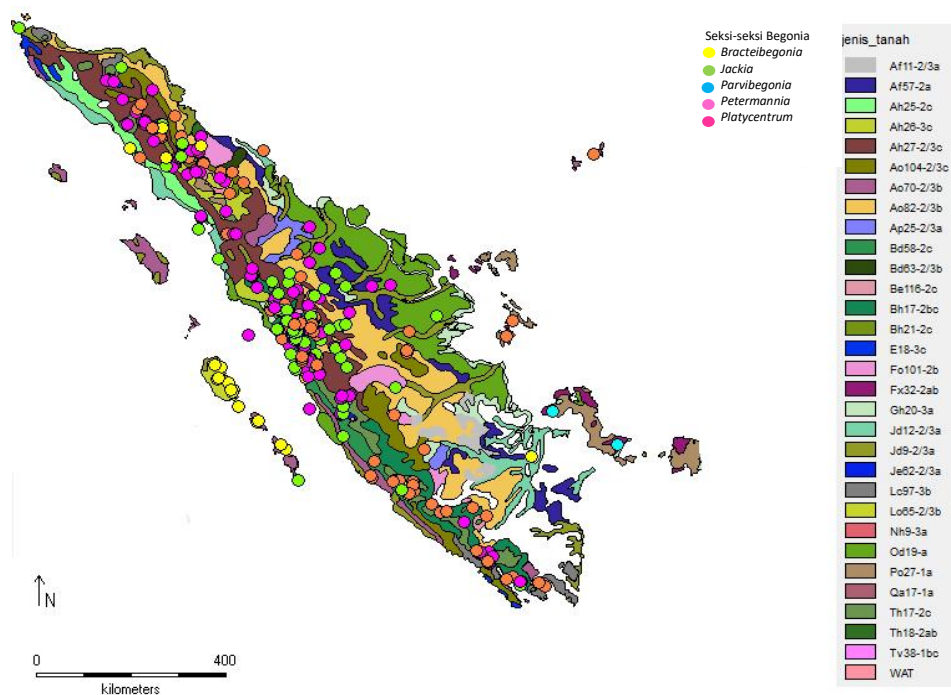 Seksi-seksi Begonia
Bracteibegonia
Jackia
Parvibegonia
Petermannia
Platycentrum
jenis_tanah
Af11-2/3a
Af57-2a
Ah25-2c
Ah26-3c
Ah27-2/3c
Ao104-2/3c
Ao70-2/3b
Ao82-2/3b
Ap25-2/3a
Bd58-2c
Bd63-2/3b
Be116-2c
Bh17-2bc
Bh21-2c
E18-3c
Fo101-2b
Fx32-2ab
Gh20-3a
Jd12-2/3a
Jd9-2/3a
Je62-2/3a
Lc97-3b
Lo65-2/3b
Nh9-3a
Od19-a
Po27-1a
Qa17-1a
Th17-2c
Th18-2ab
Tv38-1bc
WAT
N
0 400
kilometers